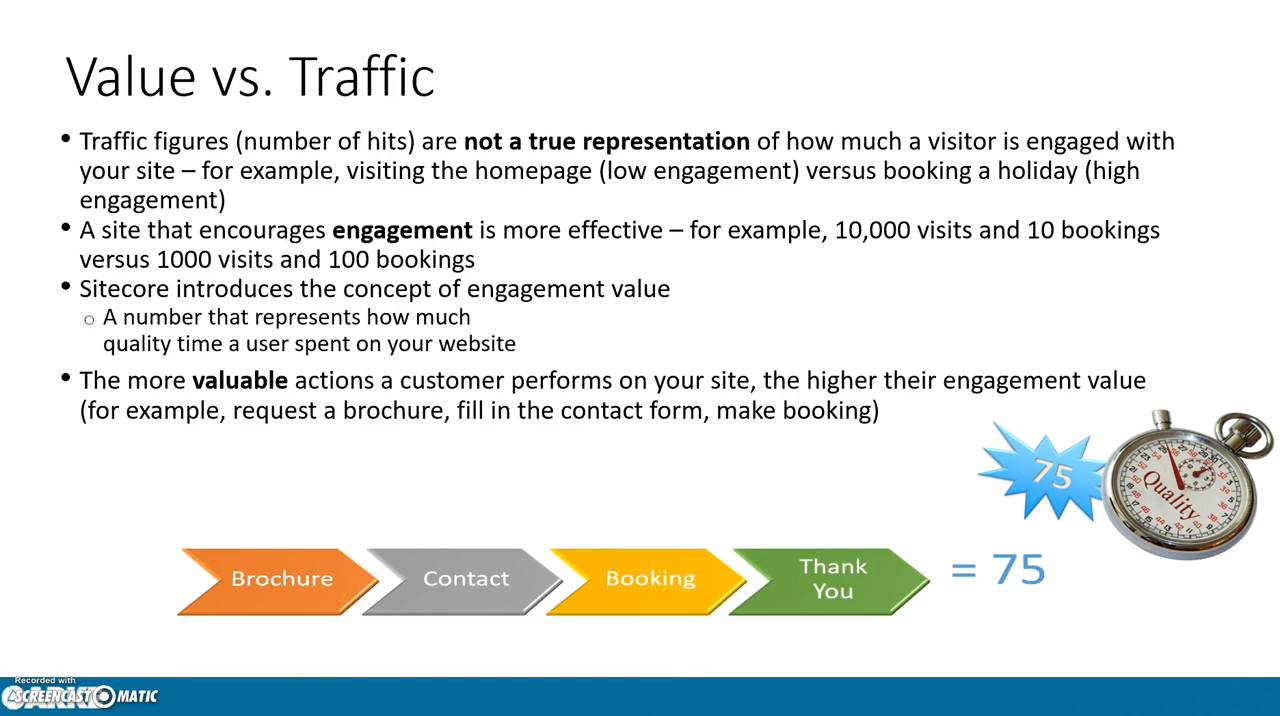 Value vs. Traffic
• Traffic figures (number of hits) are not a true representation of how much a visitor is engaged with
your site – for example, visiting the homepage (low engagement) versus booking a holiday (high
engagement)
• A site that encourages engagement is more effective – for example, 10,000 visits and 10 bookings
versus 1000 visits and 100 bookings
• Sitecore introduces the concept of engagement value
o A number that represents how much
quality time a user spent on your website
• The more valuable actions a customer performs on your site, the higher their engagement value
(for example, request a brochure, fill in the contact form, make booking)
75
Quality
Brochure
Contact
Booking
Thank
You
= 75
Recorded with
SCREENCAST MATIC